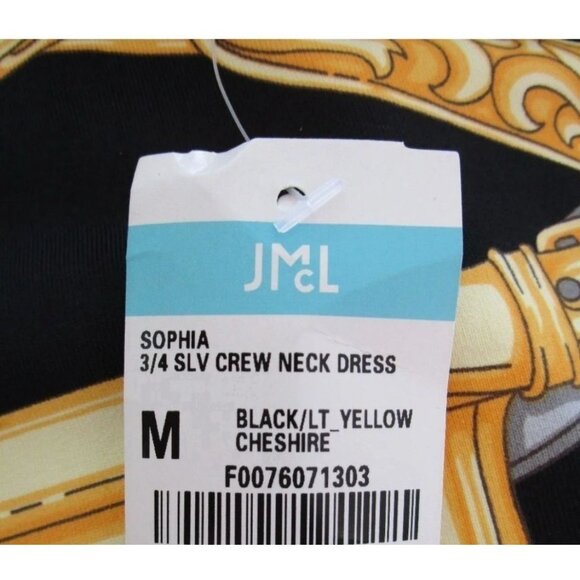 JMCL
SOPHIA
3/4 SLV CREW NECK DRESS
M
BLACK/LT_YELLOW
CHESHIRE
F0076071303